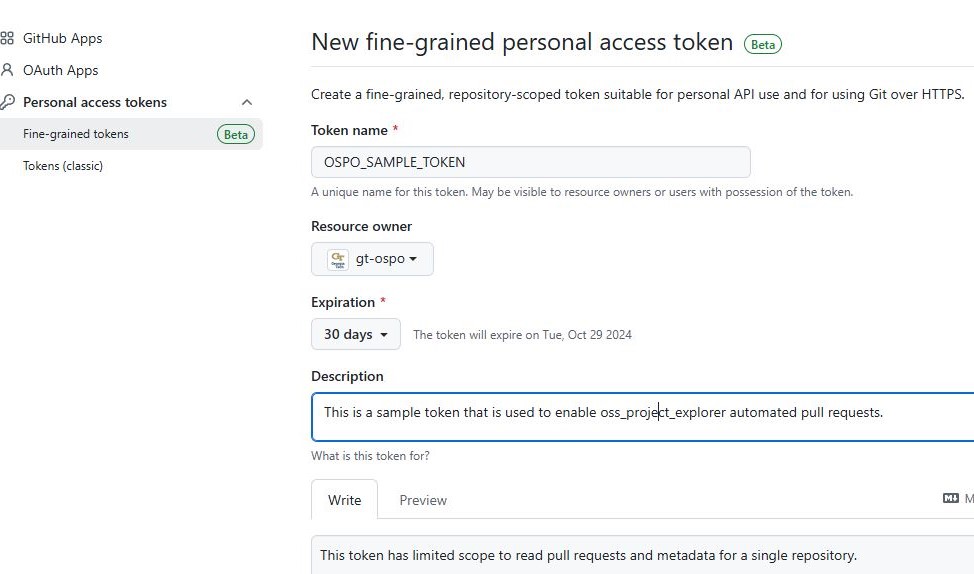 GitHub Apps
OAuth Apps
Personal access tokens
Fine-grained tokens Beta
Tokens (classic)
New fine-grained personal access token Beta
Create a fine-grained, repository-scoped token suitable for personal API use and for using Git over HTTPS.
Token name *
OSPO_SAMPLE_TOKEN
A unique name for this token. May be visible to resource owners or users with possession of the token.
Resource owner
gt-ospo
Expiration *
30 days The token will expire on Tue, Oct 29 2024
Description
This is a sample token that is used to enable oss_project_explorer automated pull requests.
What is this token for?
Write Preview M
This token has limited scope to read pull requests and metadata for a single repository.